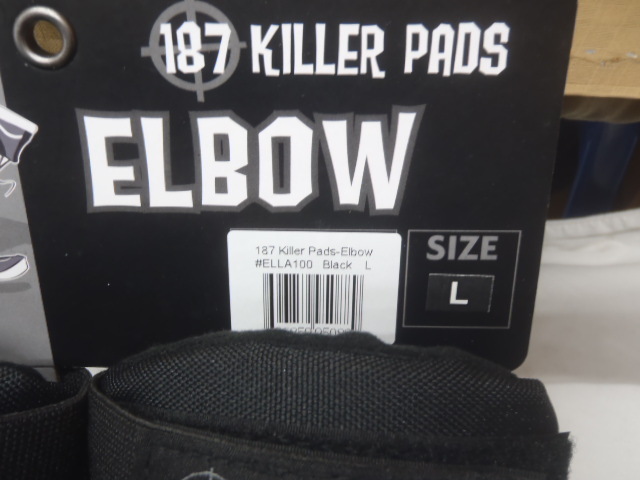 187 KILLER PADS
ELBOW
187 Killer Pads-Elbow
#ELLA100 Black L
SIZE
L